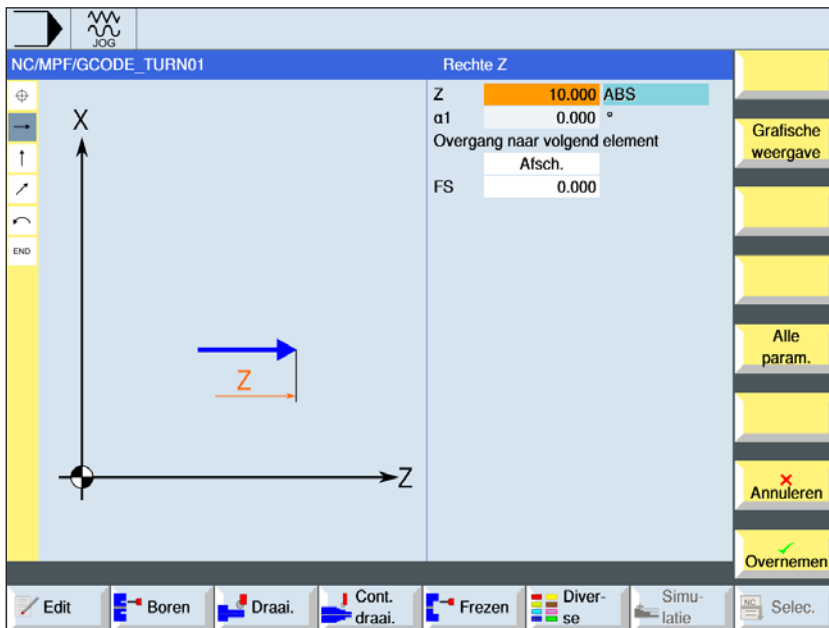 JOG
NC/MPF/GCODE_TURN01
Rechte Z
Z 10.000 ABS
α1 0.000 °
Overgang naar volgend element
Afsch.
FS 0.000
END
X
Z
Z
Grafische
weergave
Alle
param.
Annuleren
Overnemen
Edit
Boren
Draai.
Cont.
draai.
Frezen
Diver-
se
Simu-
latie
NC
Selec.